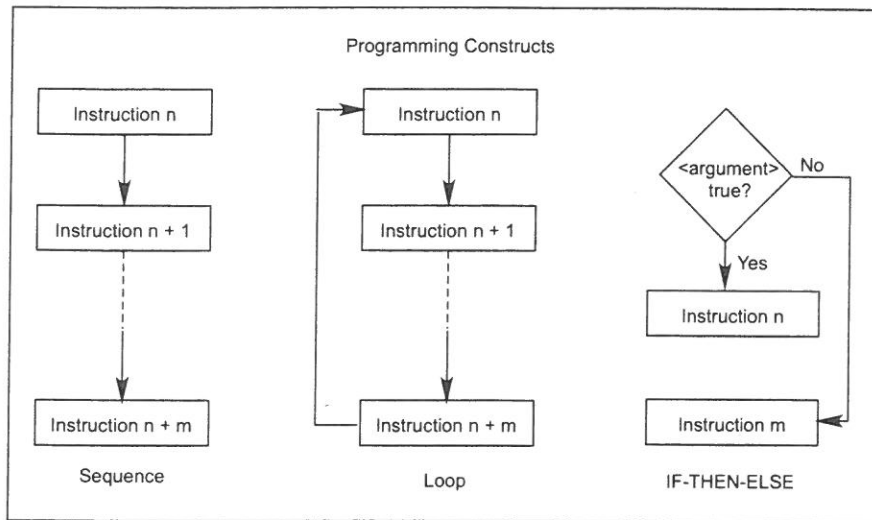 Programming Constructs
Instruction n
Instruction n + 1
Instruction n + m
Sequence
Instruction n
Instruction n + 1
Instruction n + m
Loop
<argument>
true?
No
Yes
Instruction n
Instruction m
IF-THEN-ELSE